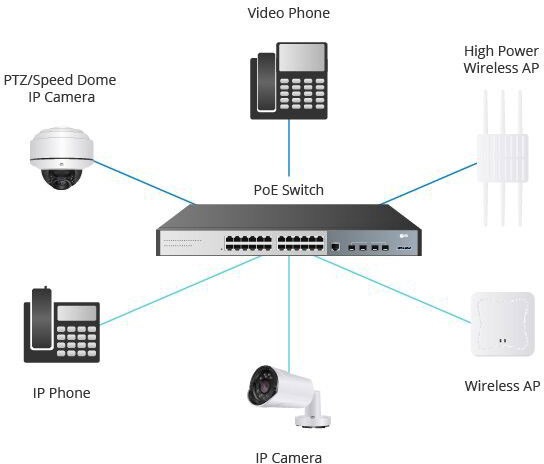 Video Phone
High Power
Wireless AP
PTZ/Speed Dome
IP Camera
PoE Switch
IP Phone
Wireless AP
IP Camera